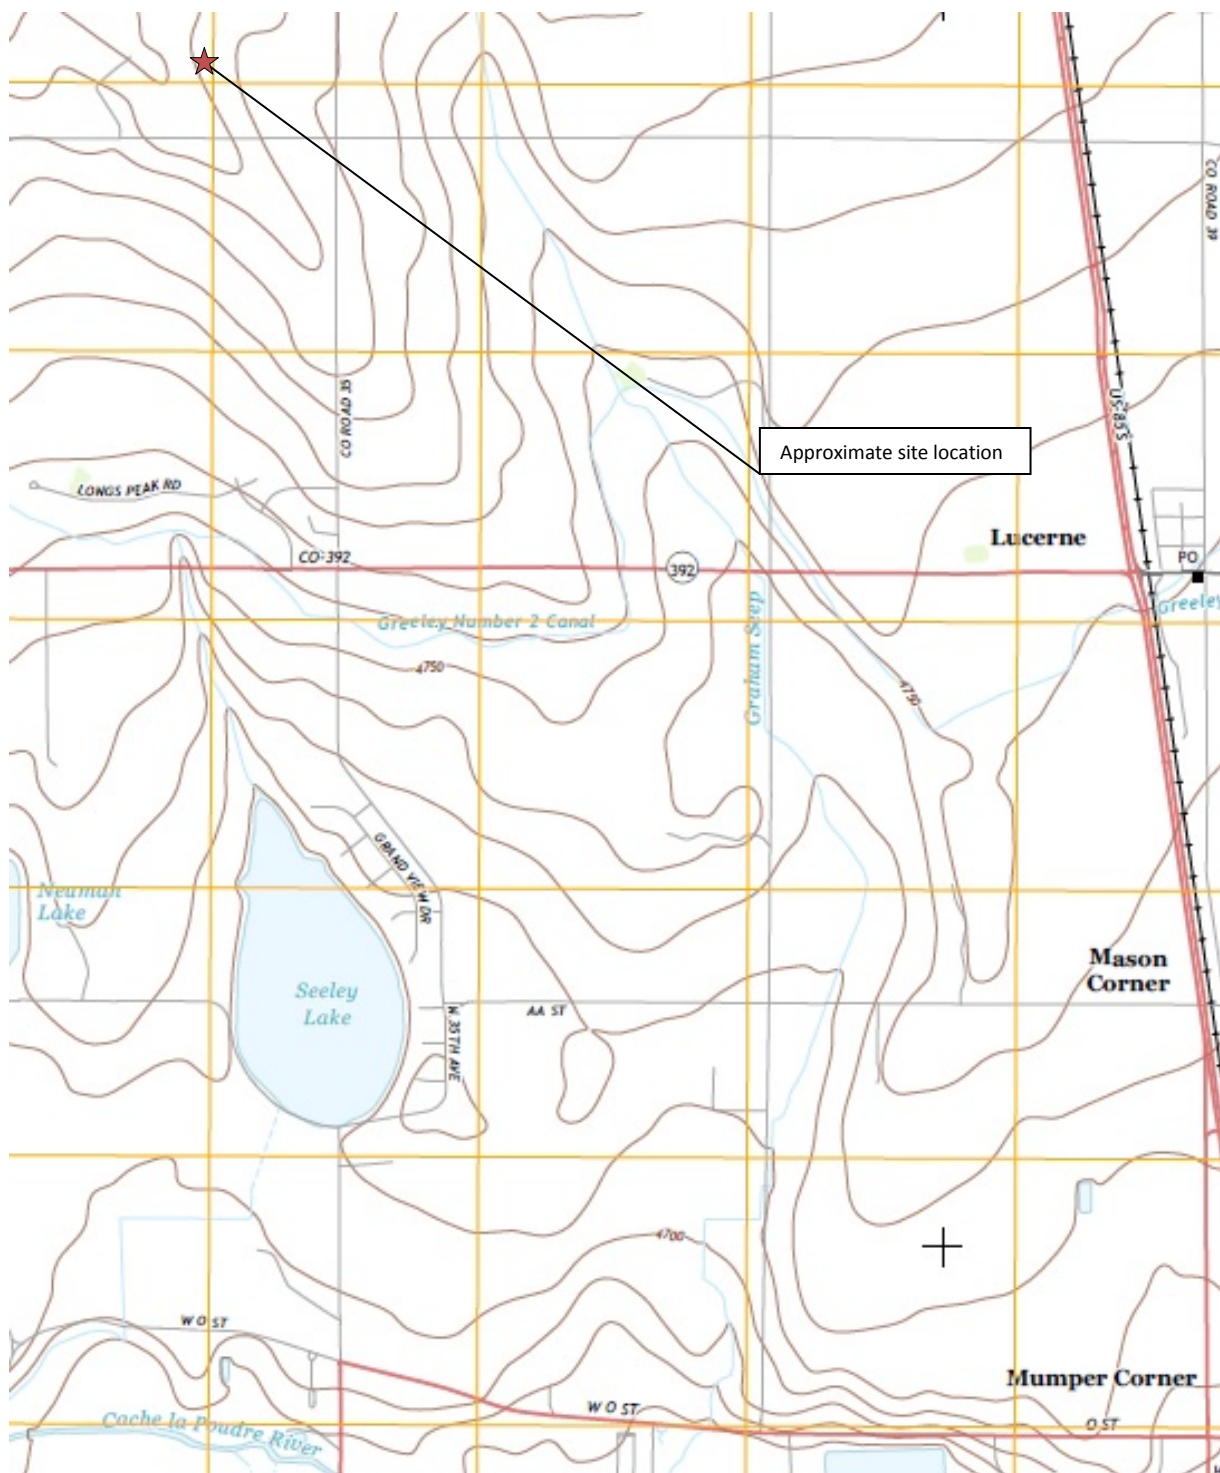 CO ROAD 39
CO ROAD 35
US-85 S
Approximate site location
LONGS PEAK RD
Lucerne
CO-392
392
PO
Greeley Number 2 Canal
Graham Seep
4750
4750
GRAND VIEW DR
Neuman
Lake
Mason
Corner
Seeley
Lake
AA ST
N 35TH AVE
4700
W O ST
Mumper Corner
W O ST
O ST
Cache la Poudre River